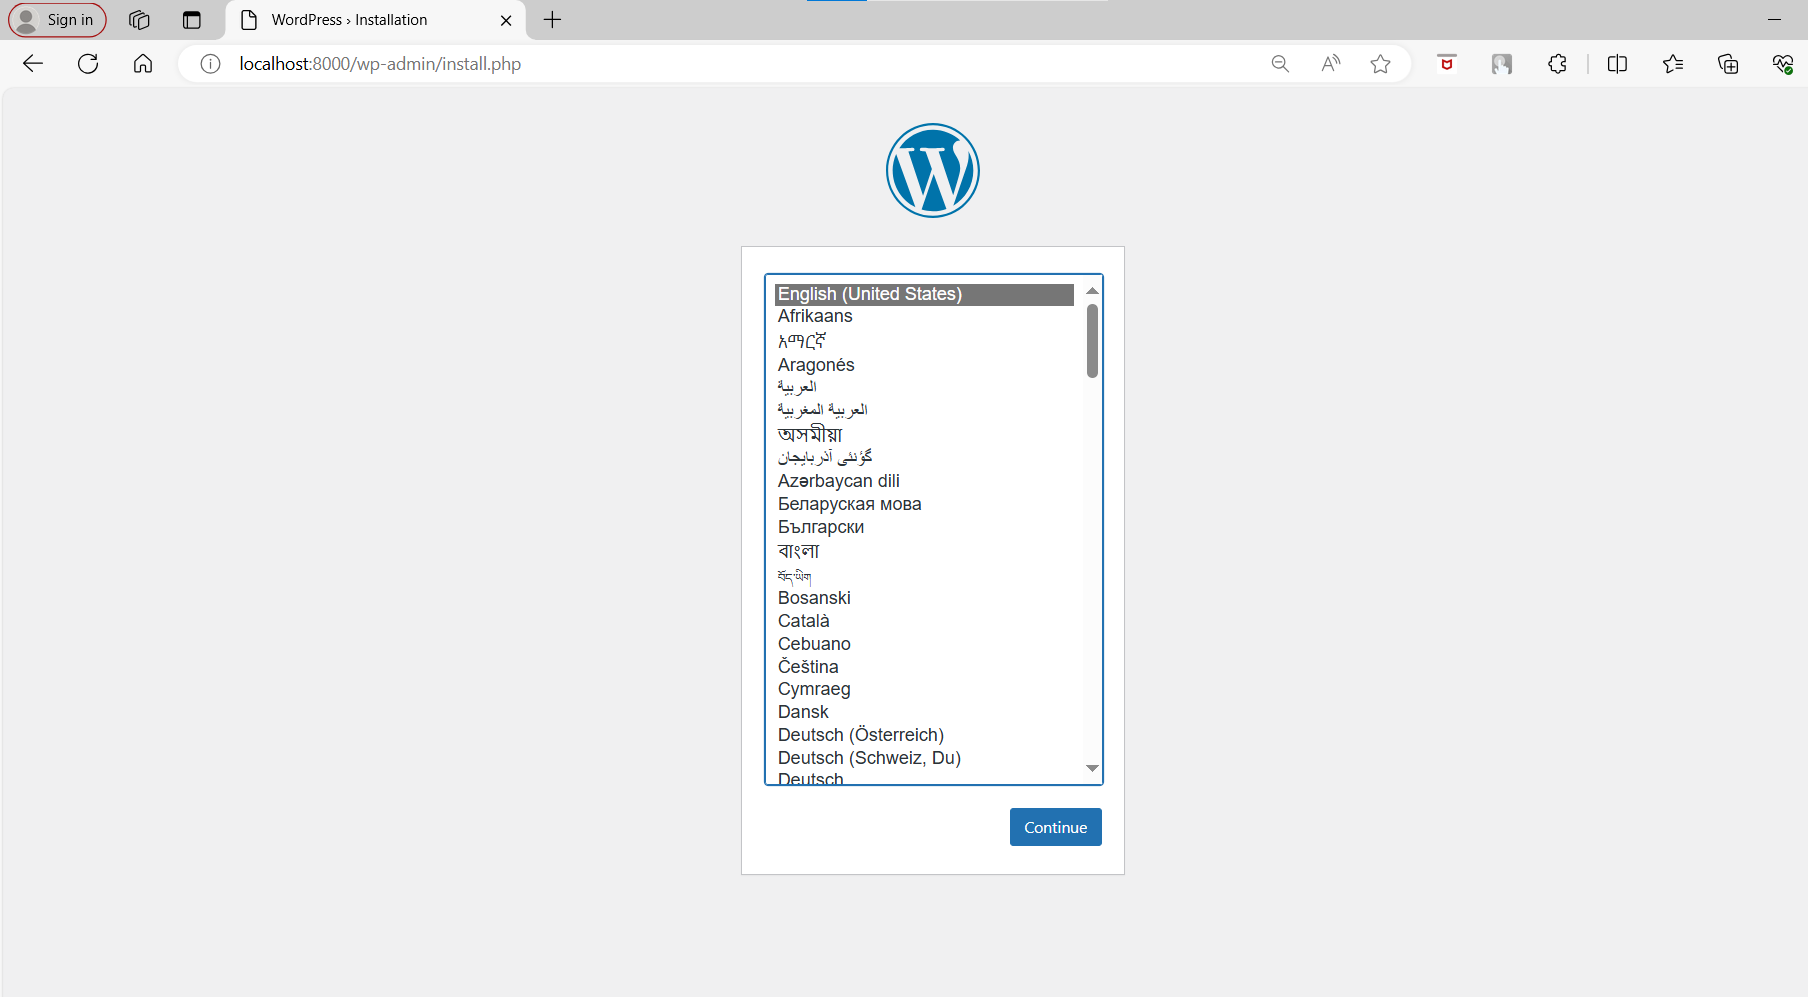 Sign in
WordPress › Installation
localhost:8000/wp-admin/install.php
English (United States)
Afrikaans
አማርኛ
Aragonés
العربية
العربية المغربية
অসমীয়া
گؤنئی آذربایجان
Azərbaycan dili
Беларуская мова
Български
বাংলা
བོད་ཡིག
Bosanski
Català
Cebuano
Čeština
Cymraeg
Dansk
Deutsch (Österreich)
Deutsch (Schweiz, Du)
Deutsch
Continue